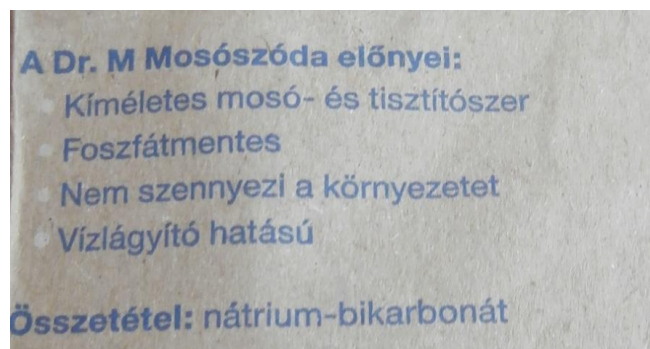 A Dr. M Mosószóda előnyei:
Kíméletes mosó- és tisztítószer
Foszfátmentes
Nem szennyezi a környezetet
Vízlágyító hatású
Összetétel: nátrium-bikarbonát